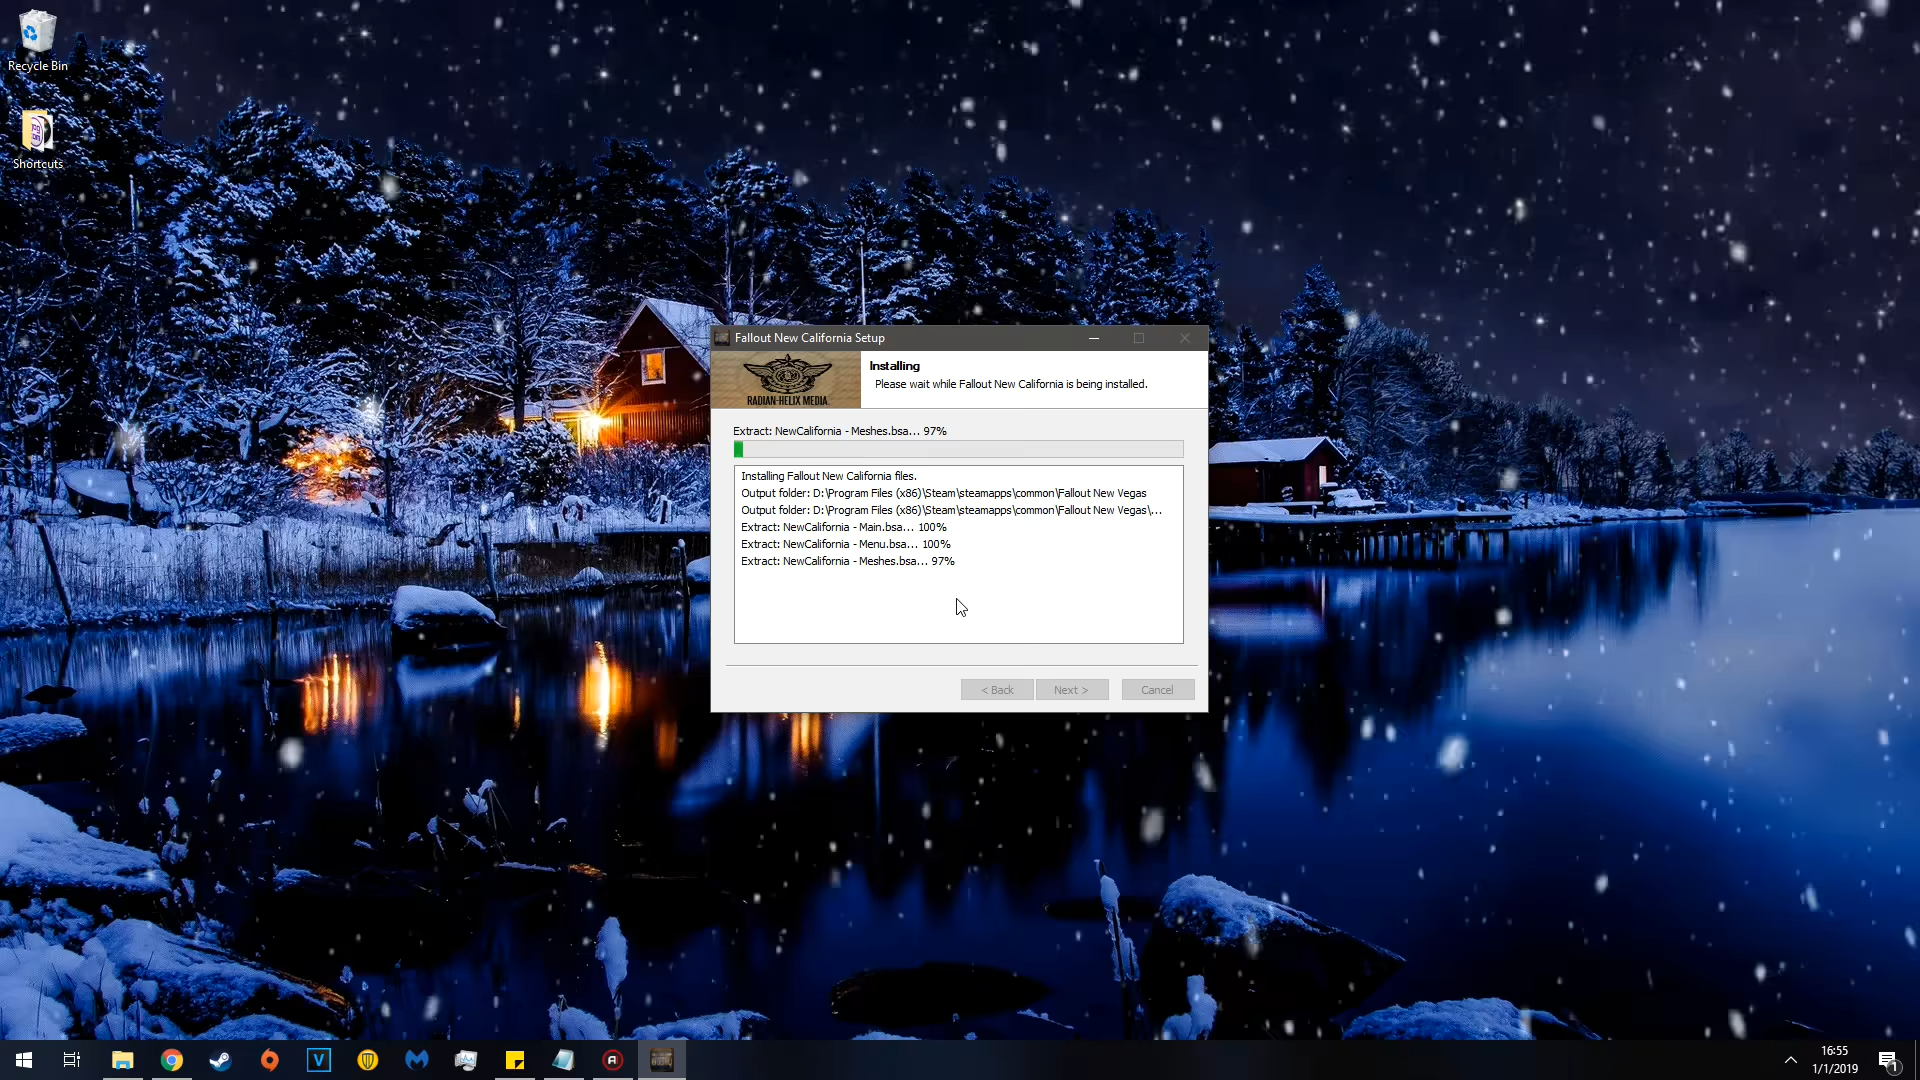 Recycle Bin
Shortcuts
Fallout New California Setup
RADIAN-HELIX MEDIA
Installing
Please wait while Fallout New California is being installed.
Extract: NewCalifornia - Meshes.bsa... 97%
Installing Fallout New California files.
Output folder: D:\Program Files (x86)\Steam\steamapps\common\Fallout New Vegas
Output folder: D:\Program Files (x86)\Steam\steamapps\common\Fallout New Vegas\...
Extract: NewCalifornia - Main.bsa... 100%
Extract: NewCalifornia - Menu.bsa... 100%
Extract: NewCalifornia - Meshes.bsa... 97%
< Back
Next >
Cancel
V
16:55
1/1/2019
1